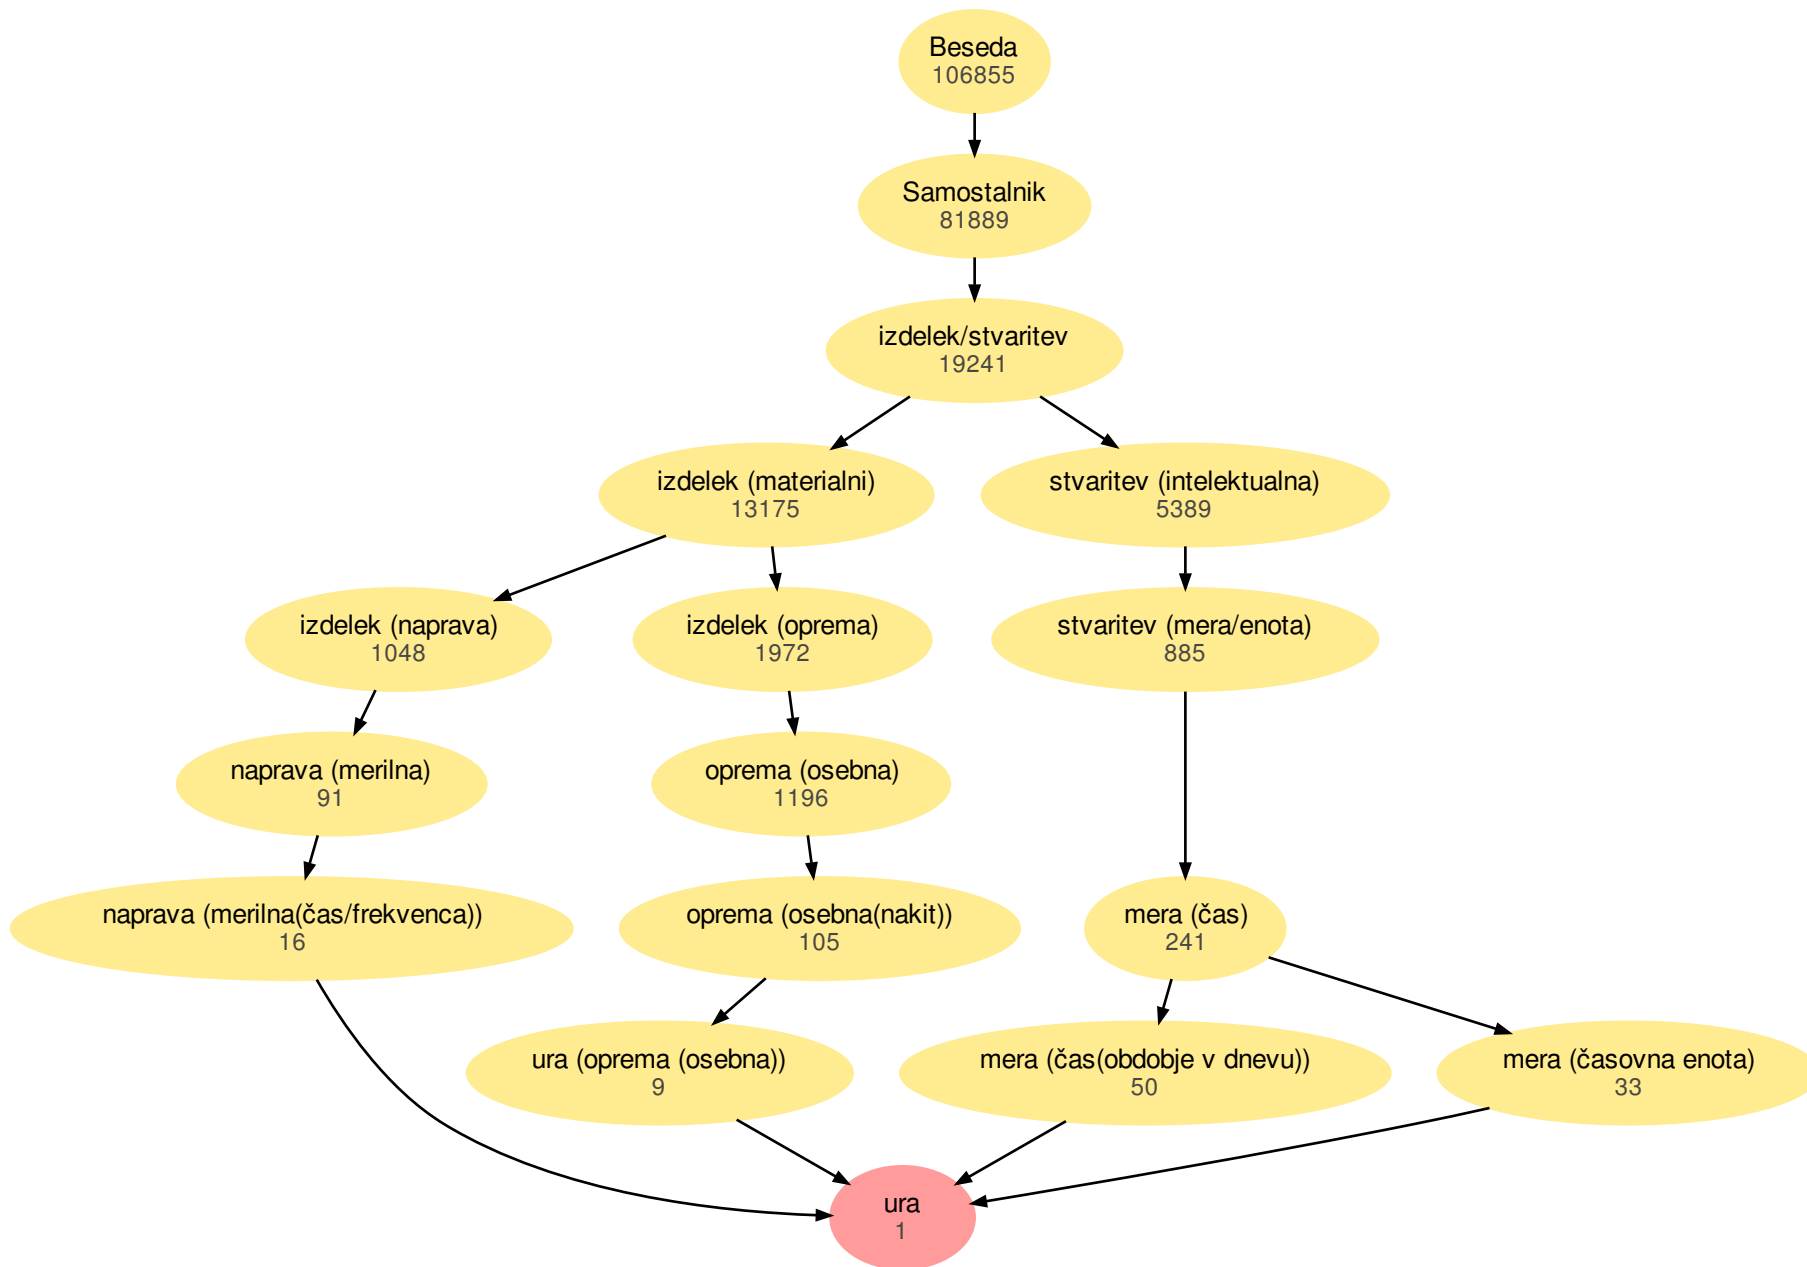 Beseda
106855
Samostalnik
81889
izdelek/stvaritev
19241
izdelek (materialni)
13175
stvaritev (intelektualna)
5389
izdelek (naprava)
1048
izdelek (oprema)
1972
stvaritev (mera/enota)
885
naprava (merilna)
91
oprema (osebna)
1196
naprava (merilna(čas/frekvenca))
16
oprema (osebna(nakit))
105
mera (čas)
241
ura (oprema (osebna))
9
mera (čas(obdobje v dnevu))
50
mera (časovna enota)
33
ura
1